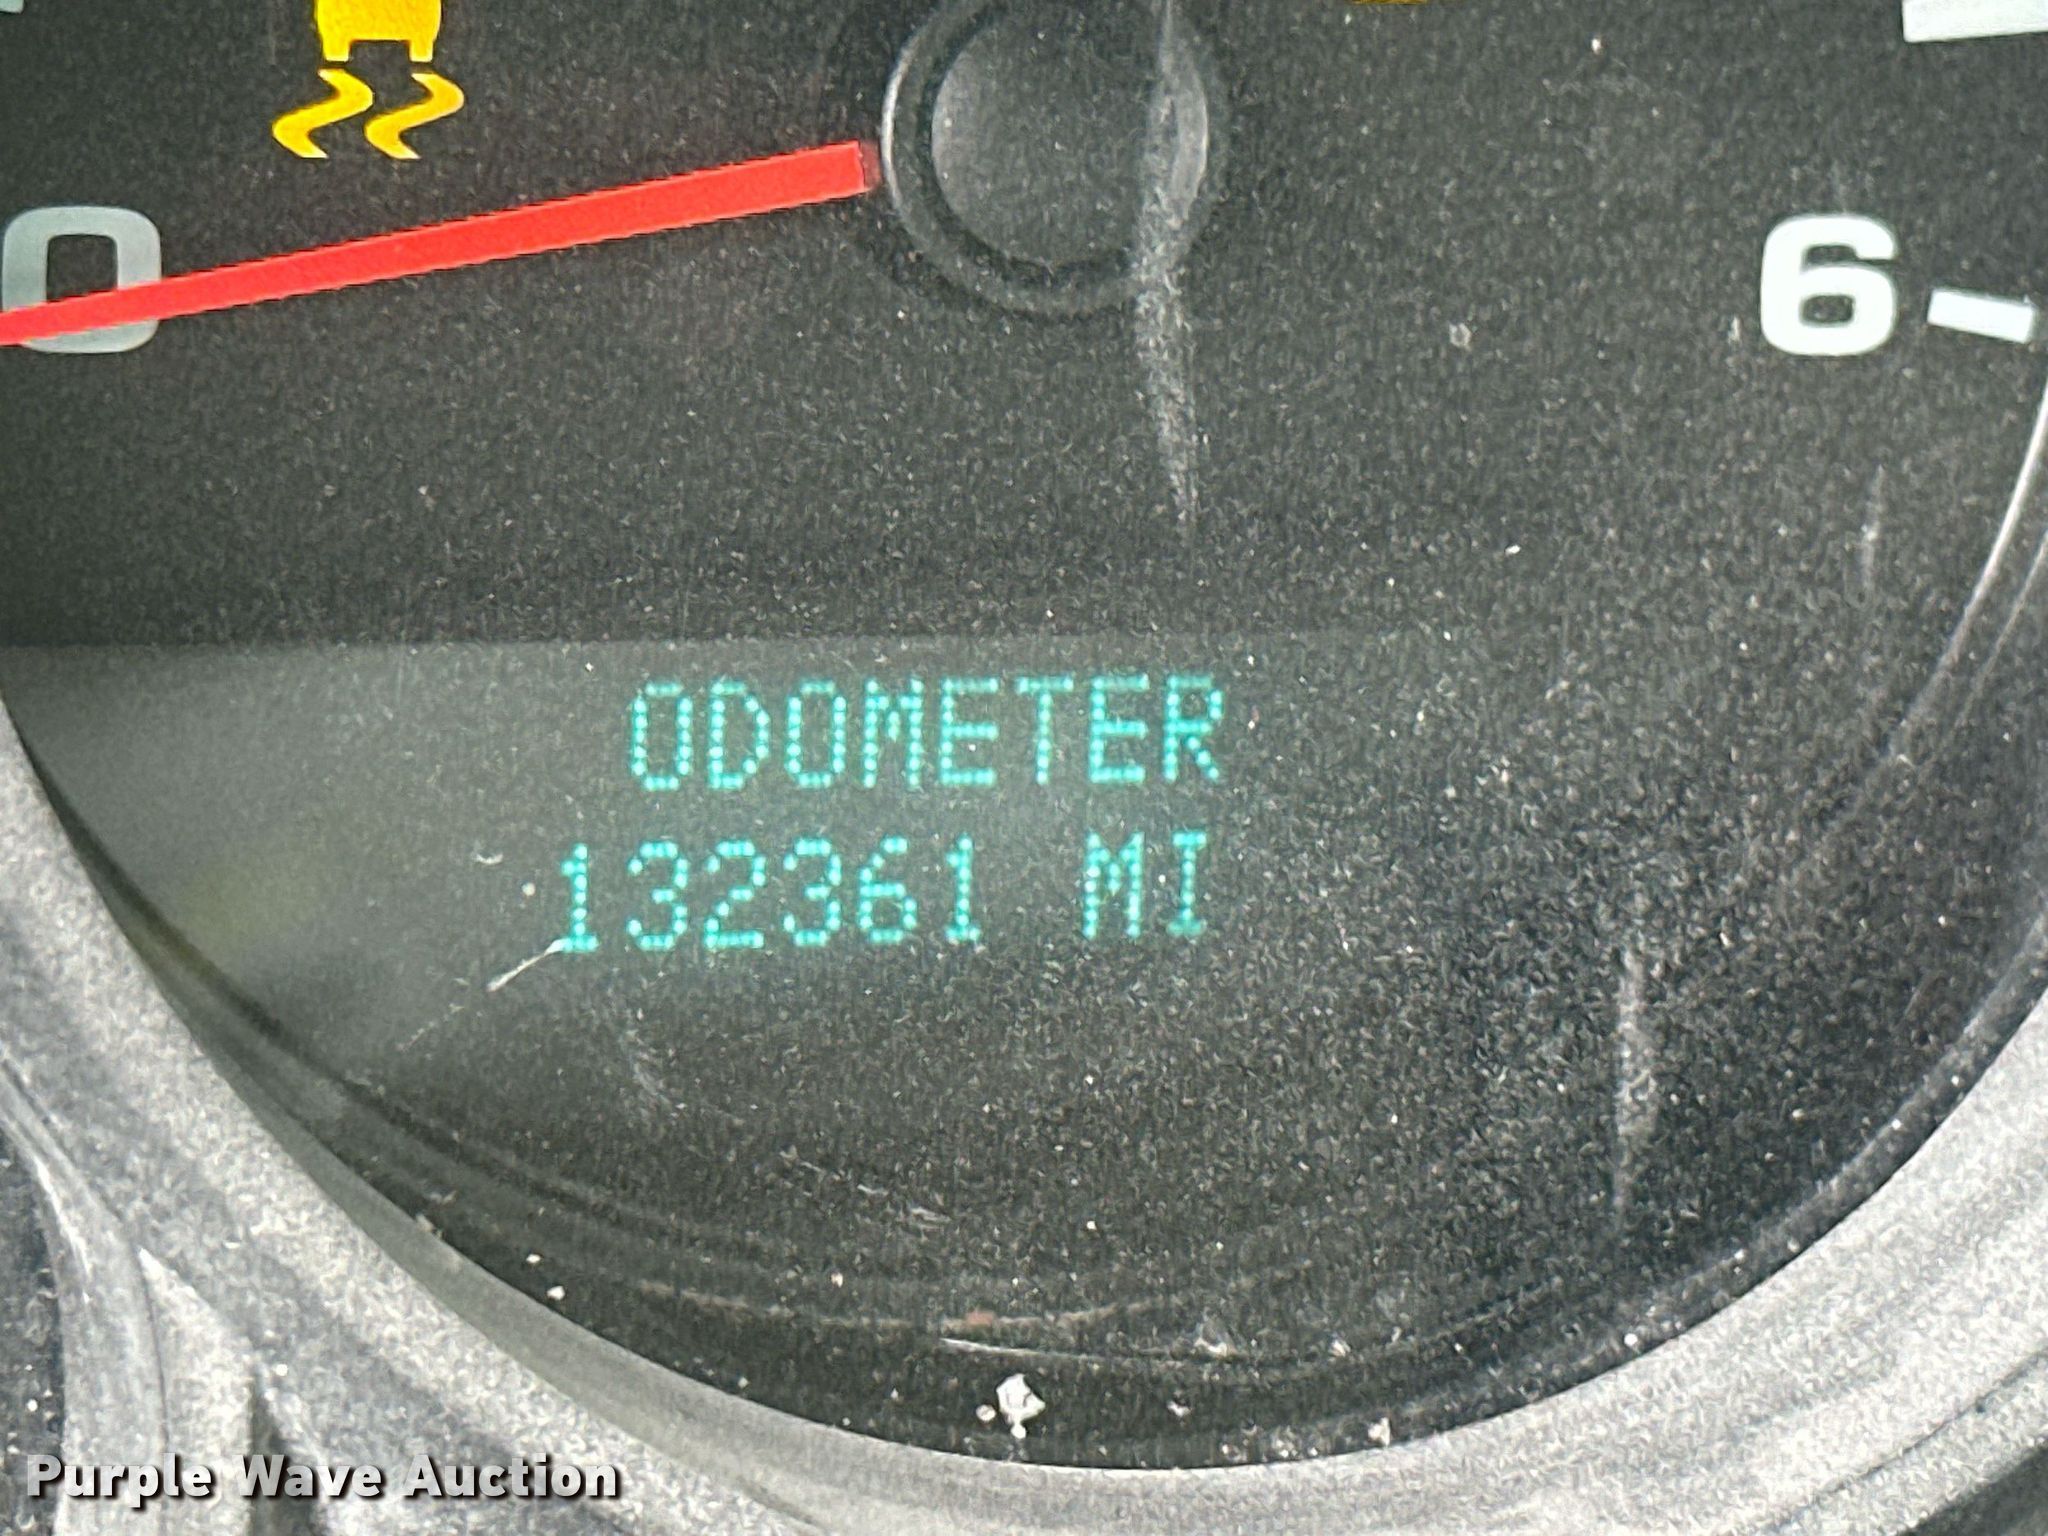 0
6
ODOMETER
132361 MI
Purple Wave Auction